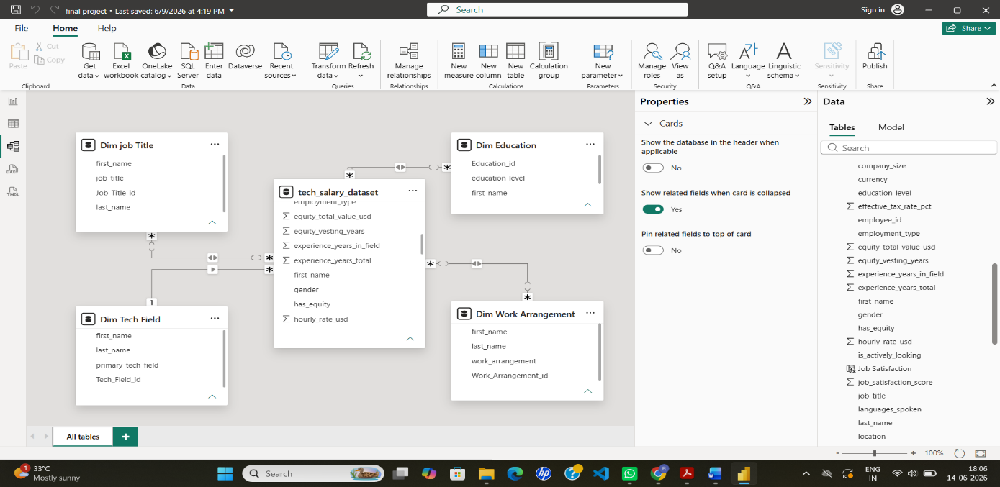 final project • Last saved: 6/9/2026 at 4:19 PM
Search
Sign in
File Home Help
Share
Paste
Cut
Copy
Clipboard
Get data
Excel workbook
OneLake catalog
SQL Server
Enter data
Dataverse
Recent sources
Data
Transform data
Refresh
Queries
Manage relationships
Relationships
New measure
New column
New table
Calculation group
Calculations
New parameter
Parameters
Manage roles
View as
Security
Q&A setup
Language
Linguistic schema
Q&A
Sensitivity
Sensitivity
Publish
Share
DAX
TMDL
Dim job Title
first_name
job_title
Job_Title_id
last_name
Dim Tech Field
first_name
last_name
primary_tech_field
Tech_Field_id
tech_salary_dataset
employment_type
equity_total_value_usd
equity_vesting_years
experience_years_in_field
experience_years_total
first_name
gender
has_equity
hourly_rate_usd
Dim Education
Education_id
education_level
first_name
Dim Work Arrangement
first_name
last_name
work_arrangement
Work_Arrangement_id
*
*
*
*
1
*
*
*
All tables
Properties
Cards
Show the database in the header when
applicable
No
Show related fields when card is collapsed
Yes
Pin related fields to top of card
No
Data
Tables Model
Search
company_size
currency
education_level
effective_tax_rate_pct
employee_id
employment_type
equity_total_value_usd
equity_vesting_years
experience_years_in_field
experience_years_total
first_name
gender
has_equity
hourly_rate_usd
is_actively_looking
Job Satisfaction
job_satisfaction_score
job_title
languages_spoken
last_name
location
- + 100%
1
33°C
Mostly sunny
Search
ENG
IN
18:06
14-06-2026